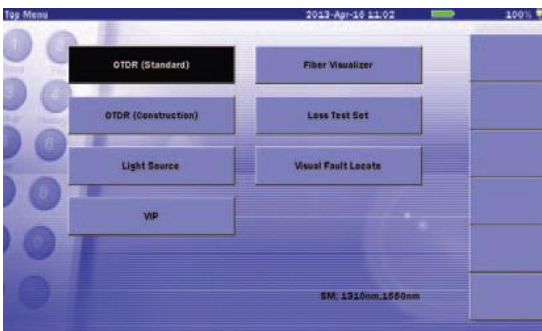 Top Menu 2013-Apr-16 11:02 100%
OTDR (Standard) Fiber Visualizer
OTDR (Construction) Loss Test Set
Light Source Visual Fault Locate
VIP
SM: 1310nm,1550nm